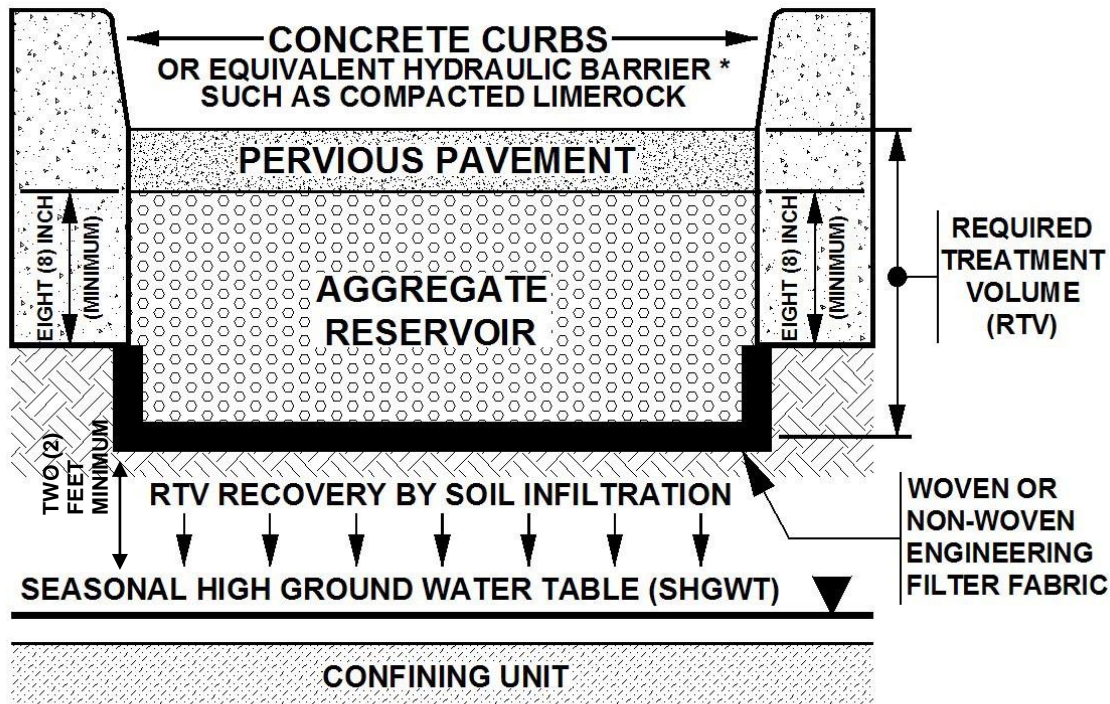 CONCRETE CURBS
OR EQUIVALENT HYDRAULIC BARRIER *
SUCH AS COMPACTED LIMEROCK
PERVIOUS PAVEMENT
EIGHT (8) INCH
(MINIMUM)
AGGREGATE
RESERVOIR
EIGHT (8) INCH
(MINIMUM)
REQUIRED
TREATMENT
VOLUME
(RTV)
TWO (2)
FEET
MINIMUM
RTV RECOVERY BY SOIL INFILTRATION
WOVEN OR
NON-WOVEN
ENGINEERING
FILTER FABRIC
SEASONAL HIGH GROUND WATER TABLE (SHGWT)
CONFINING UNIT